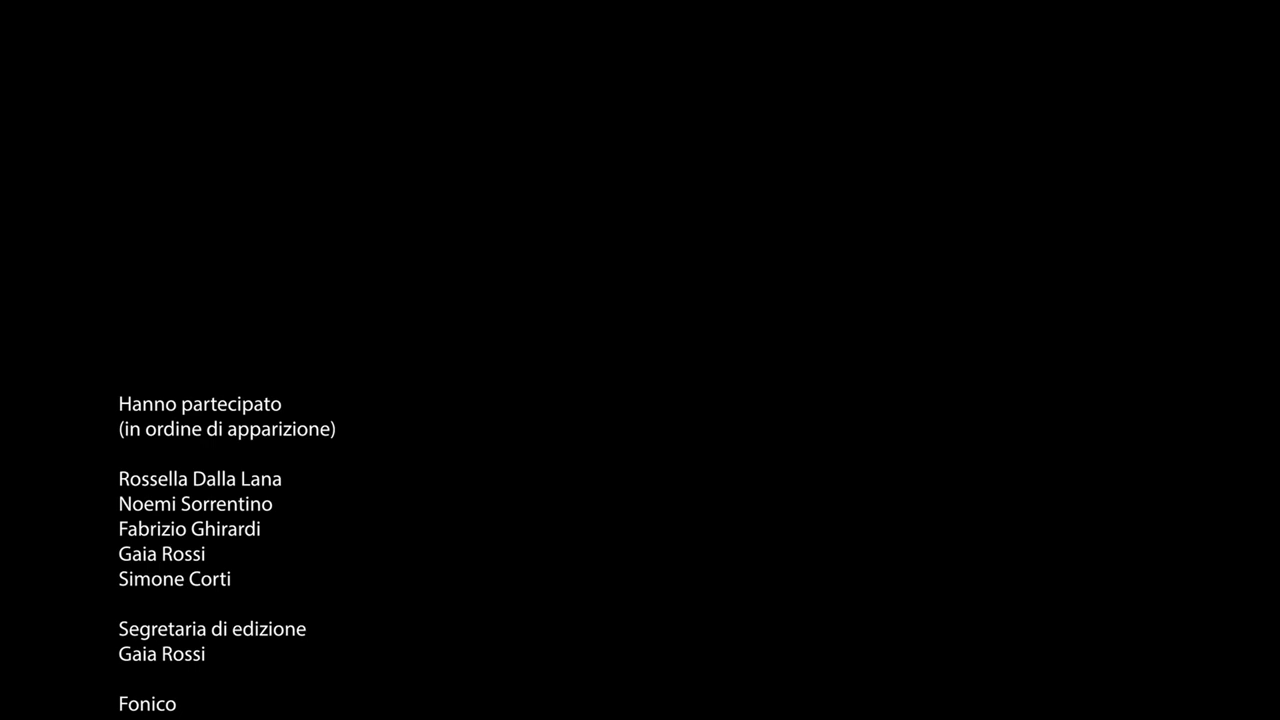 Hanno partecipato
(in ordine di apparizione)
Rossella Dalla Lana
Noemi Sorrentino
Fabrizio Ghirardi
Gaia Rossi
Simone Corti
Segretaria di edizione
Gaia Rossi
Fonico